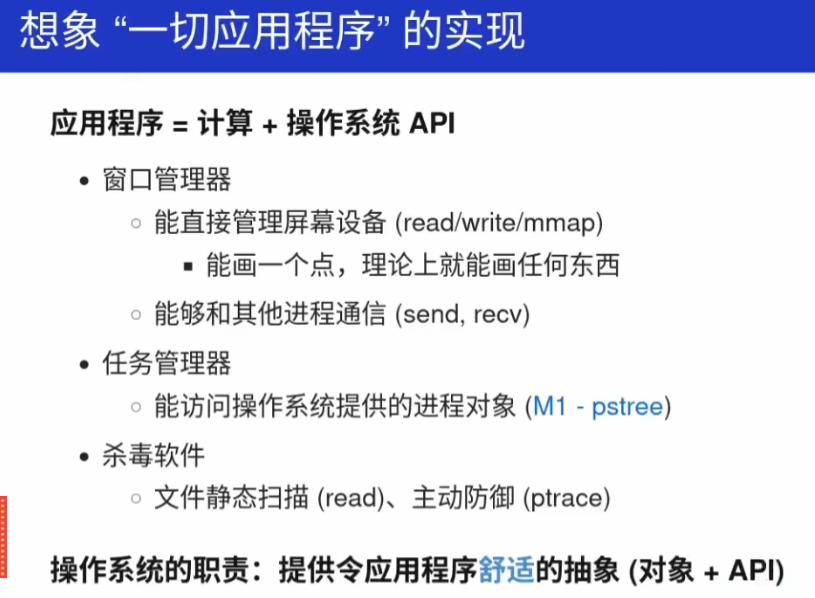 想象 “一切应用程序” 的实现
应用程序 = 计算 + 操作系统 API
• 窗口管理器
○ 能直接管理屏幕设备 (read/write/mmap)
▪ 能画一个点，理论上就能画任何东西
○ 能够和其他进程通信 (send, recv)
• 任务管理器
○ 能访问操作系统提供的进程对象 (M1 - pstree)
• 杀毒软件
○ 文件静态扫描 (read)、主动防御 (ptrace)
操作系统的职责：提供令应用程序舒适的抽象 (对象 + API)